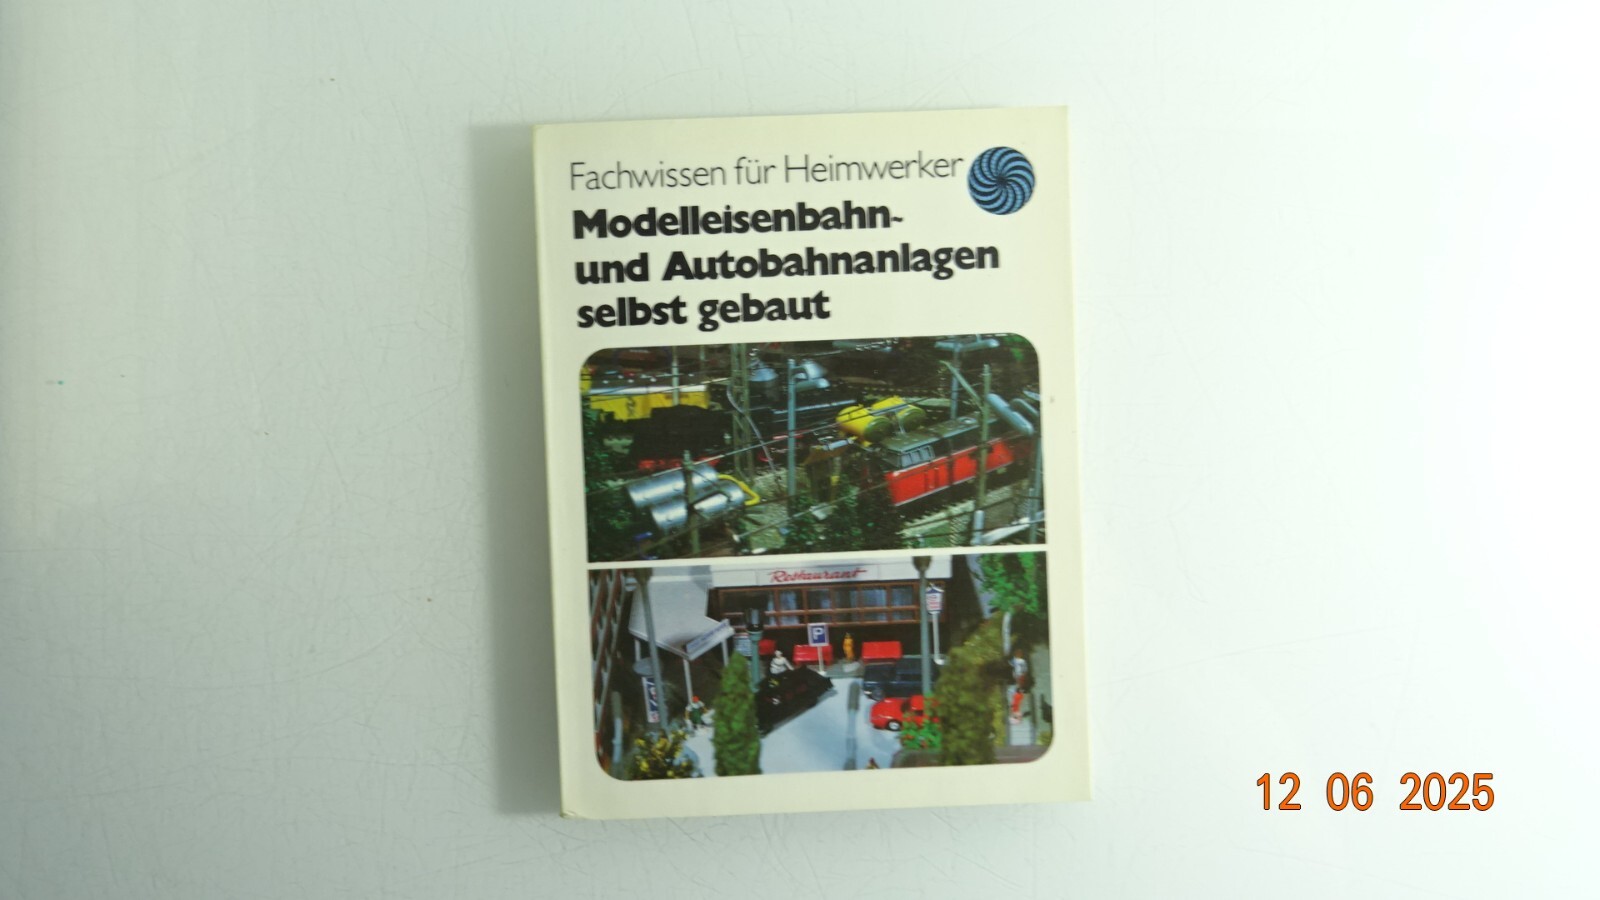 Fachwissen für Heimwerker
Modelleisenbahn-
und Autobahnanlagen
selbst gebaut
Restaurant
P
12 06 2025